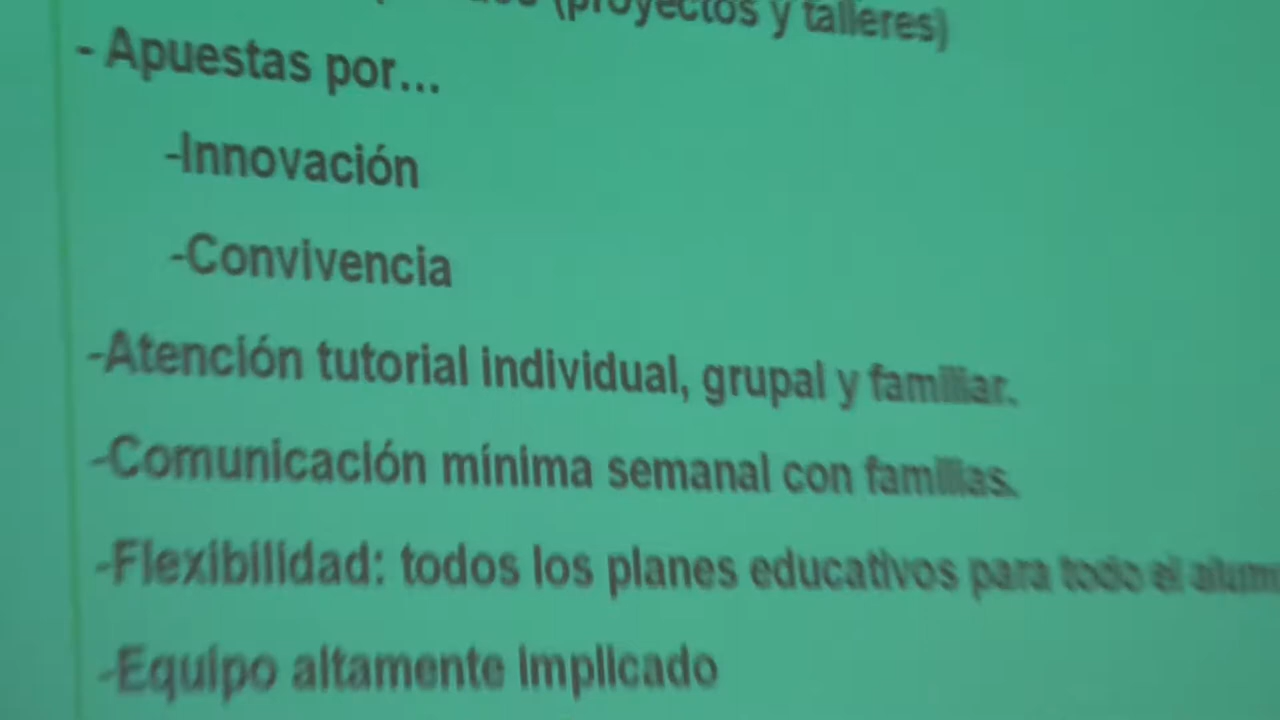 (proyectos y talleres)
- Apuestas por...
-Innovación
-Convivencia
-Atención tutorial individual, grupal y familiar.
-Comunicación mínima semanal con familias.
-Flexibilidad: todos los planes educativos para todo el
-Equipo altamente implicado